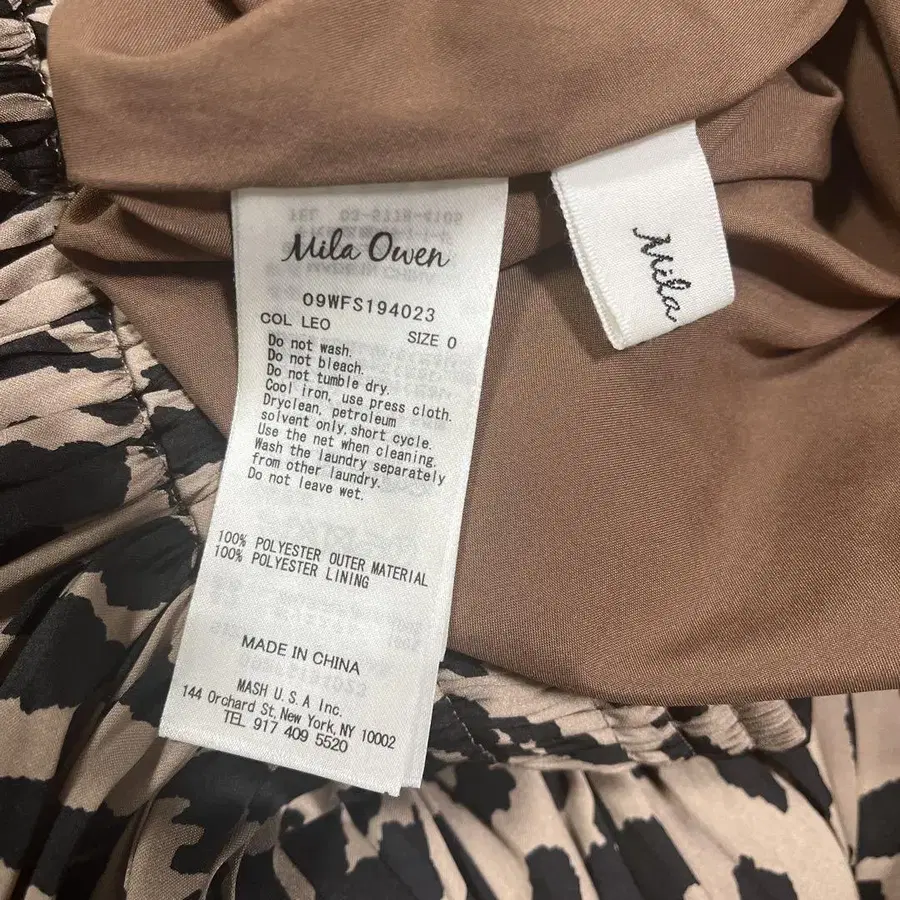 Mila Owen
09WFS194023
COL LEO SIZE 0
Do not wash.
Do not bleach.
Do not tumble dry.
Cool iron, use press cloth.
Dryclean, petroleum
solvent only, short cycle.
Use the net when cleaning.
Wash the laundry separately
from other laundry.
Do not leave wet.
100% POLYESTER OUTER MATERIAL
100% POLYESTER LINING
MADE IN CHINA
MASH U.S.A Inc.
144 Orchard St, New York, NY 10002
TEL 917 409 5520
Mila